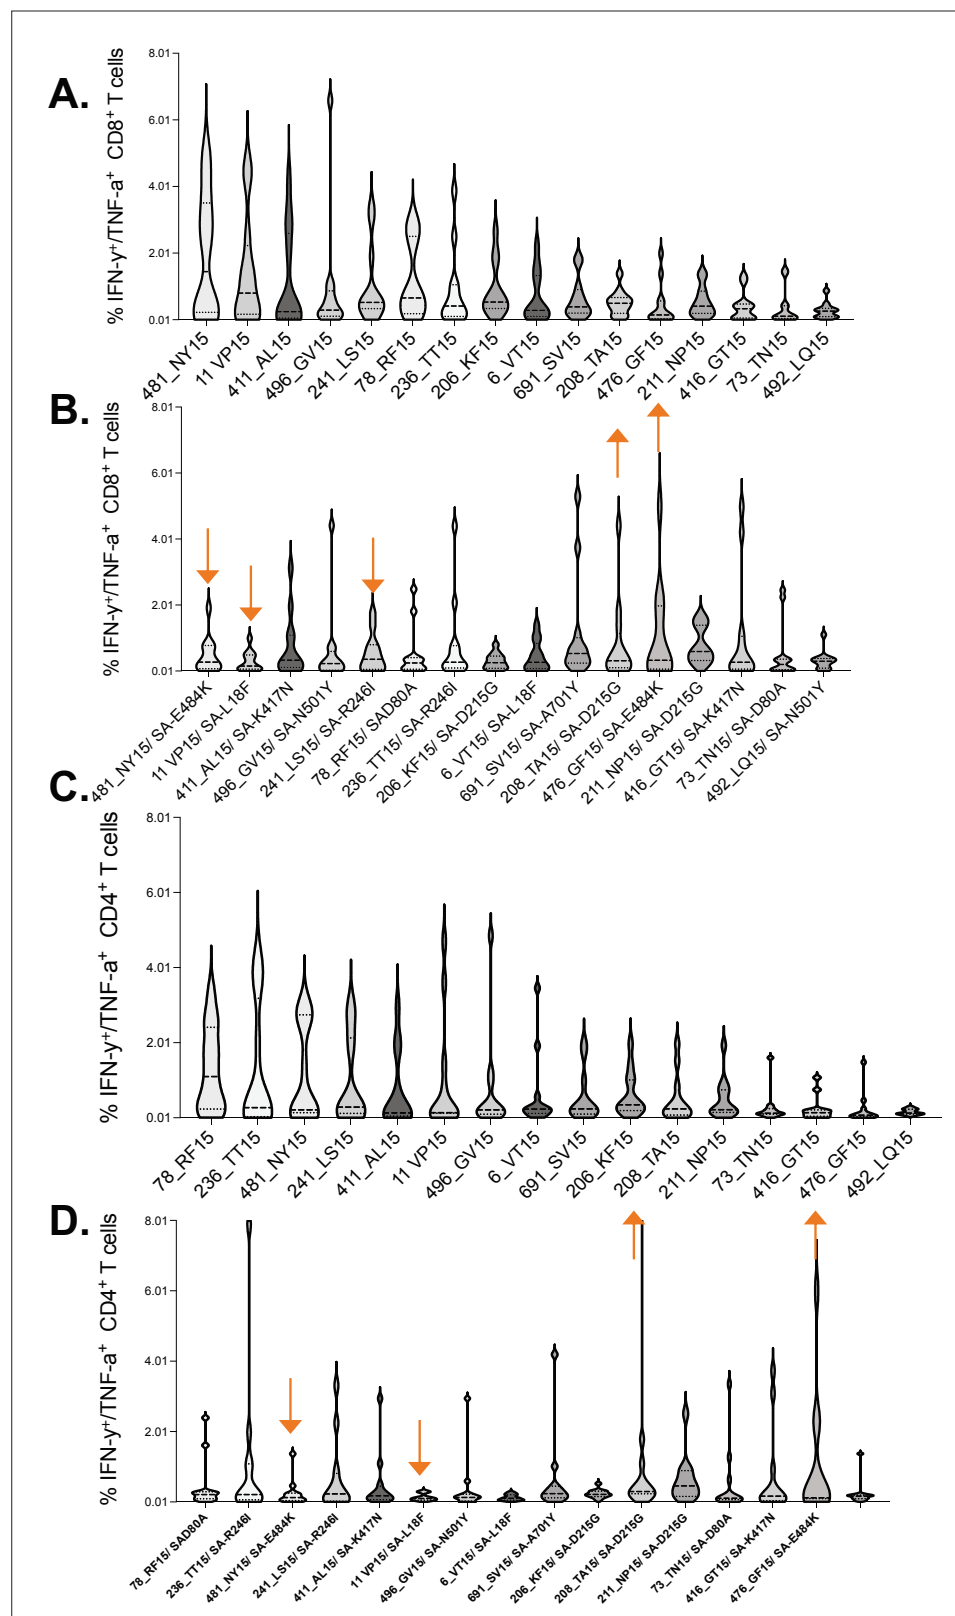 A.
% IFN-y+/TNF-a+ CD8+ T cells
8.01
6.01
4.01
2.01
0.01
481_NY15
11 VP15
411_AL15
496_GV15
241_LS15
78_RF15
236_TT15
206_KF15
6_VT15
691_SV15
208_TA15
476_GF15
211_NP15
416_GT15
73_TN15
492_LQ15
B.
% IFN-y+/TNF-a+ CD8+ T cells
8.01
6.01
4.01
2.01
0.01
481_NY15/ SA-E484K
11 VP15/ SA-L18F
411_AL15/ SA-K417N
496_GV15/ SA-N501Y
241_LS15/ SA-R246I
78_RF15/ SAD80A
236_TT15/ SA-R246I
206_KF15/ SA-D215G
6_VT15/ SA-L18F
691_SV15/ SA-A701Y
208_TA15/ SA-D215G
476_GF15/ SA-E484K
211_NP15/ SA-D215G
416_GT15/ SA-K417N
73_TN15/ SA-D80A
492_LQ15/ SA-N501Y
C.
% IFN-y+/TNF-a+ CD4+ T cells
8.01
6.01
4.01
2.01
0.01
78_RF15
236_TT15
481_NY15
241_LS15
411_AL15
11 VP15
496_GV15
6_VT15
691_SV15
206_KF15
208_TA15
211_NP15
73_TN15
416_GT15
476_GF15
492_LQ15
D.
% IFN-y+/TNF-a+ CD4+ T cells
8.01
6.01
4.01
2.01
0.01
78_RF15/ SAD80A
236_TT15/ SA-R246I
481_NY15/ SA-E484K
241_LS15/ SA-R246I
411_AL15/ SA-K417N
11 VP15/ SA-L18F
496_GV15/ SA-N501Y
6_VT15/ SA-L18F
691_SV15/ SA-A701Y
206_KF15/ SA-D215G
208_TA15/ SA-D215G
211_NP15/ SA-D215G
73_TN15/ SA-D80A
416_GT15/ SA-K417N
476_GF15/ SA-E484K